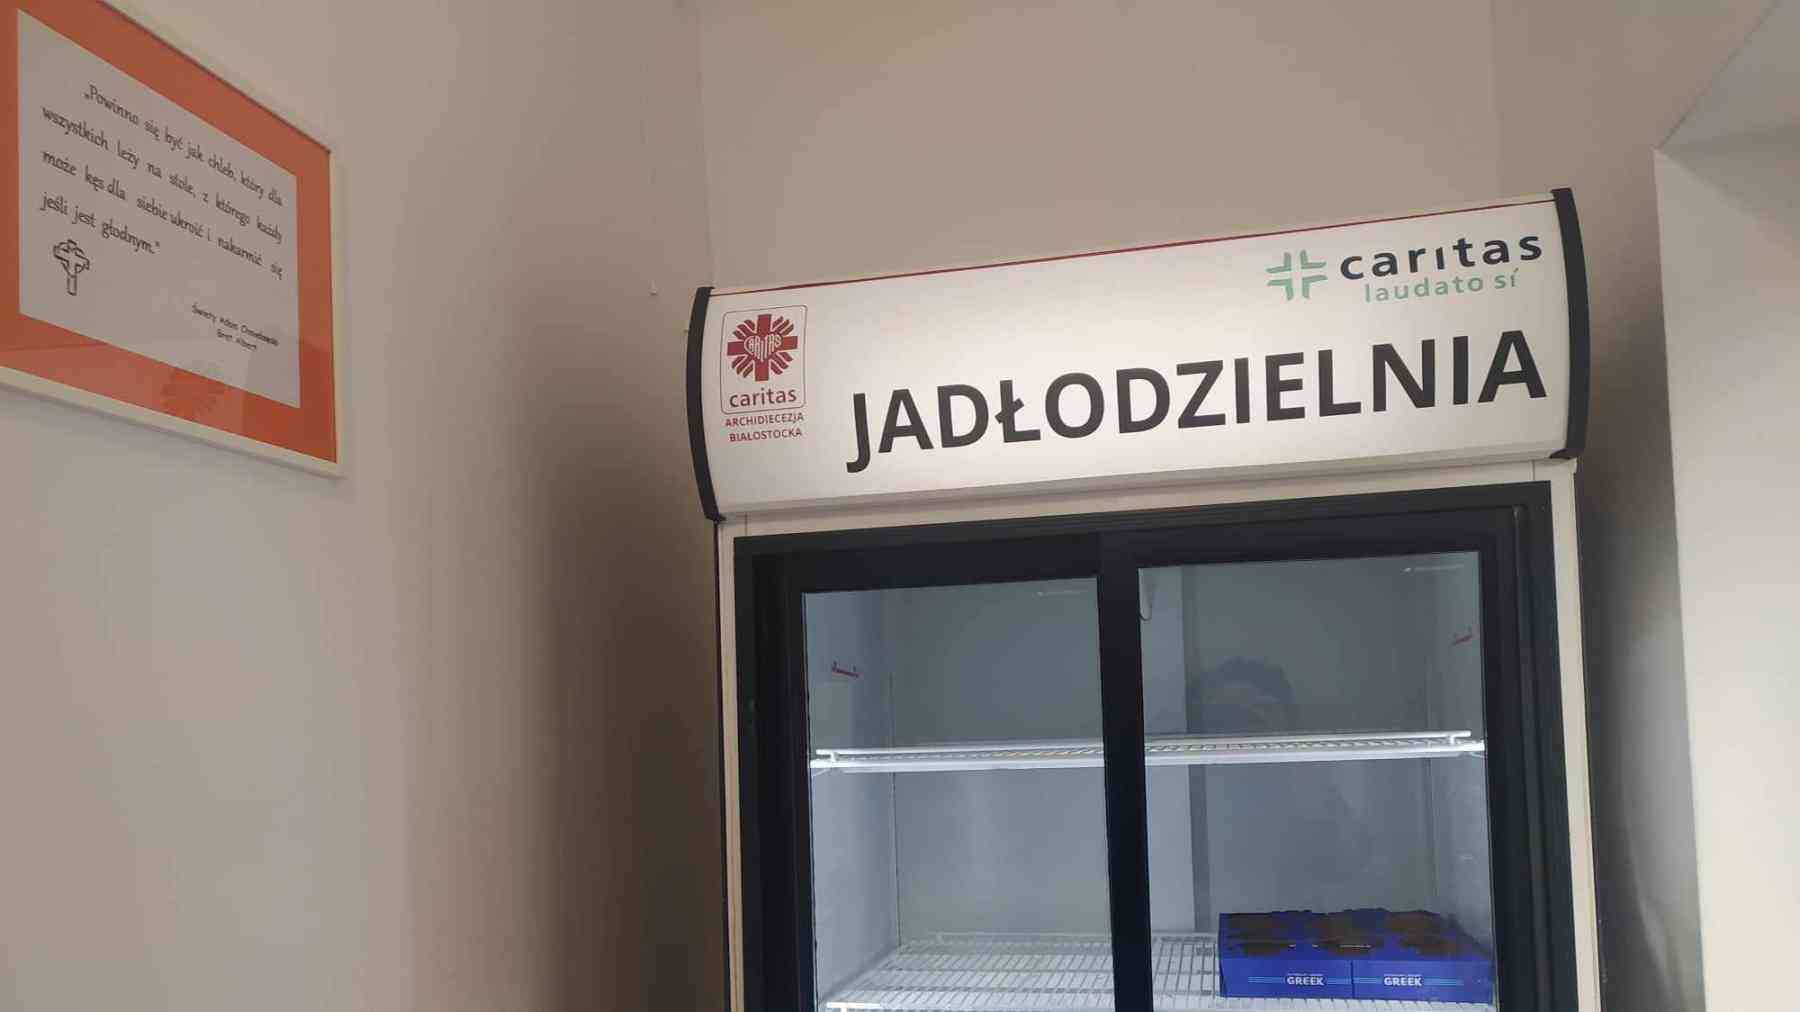 „Powinno się być jak chleb, który dla
wszystkich leży na stole, z którego każdy
może kęs dla siebie ukroić i nakarmić się
jeśli jest głodnym.”
Święty Adam Chmielowski
Brat Albert
CARITAS
caritas
ARCHIDIECEZJA
BIAŁOSTOCKA
caritas
laudato sí
JADŁODZIELNIA
GREEK
GREEK